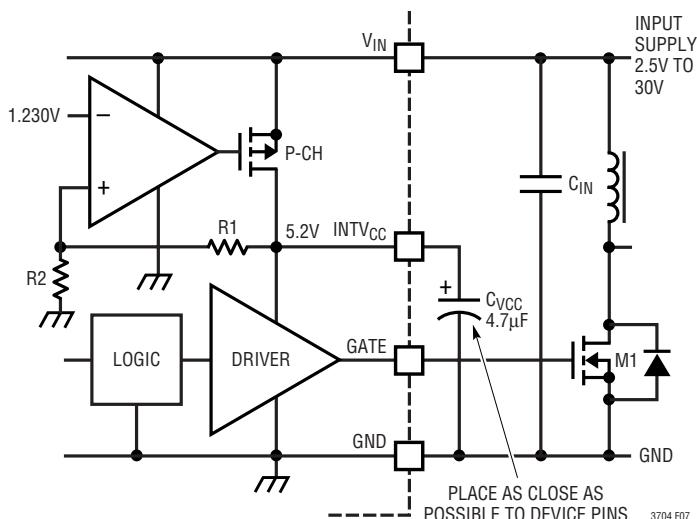 V_IN
INPUT
SUPPLY
2.5V TO
30V
1.230V
–
+
P-CH
C_IN
R1
5.2V
INTV_CC
R2
+
C_VCC
4.7µF
LOGIC
DRIVER
GATE
M1
GND
GND
PLACE AS CLOSE AS
POSSIBLE TO DEVICE PINS
3704 F07